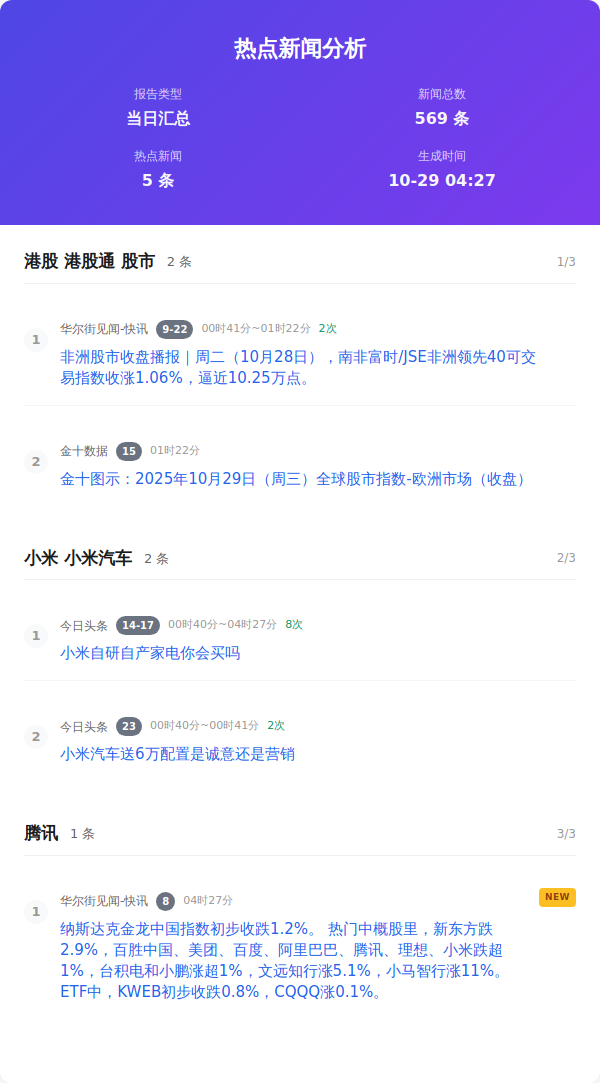 热点新闻分析
报告类型
当日汇总
新闻总数
569 条
热点新闻
5 条
生成时间
10-29 04:27
港股 港股通 股市 2 条 1/3
1
华尔街见闻-快讯 9-22 00时41分~01时22分 2次
非洲股市收盘播报｜周二（10月28日），南非富时/JSE非洲领先40可交
易指数收涨1.06%，逼近10.25万点。
2
金十数据 15 01时22分
金十图示：2025年10月29日（周三）全球股市指数-欧洲市场（收盘）
小米 小米汽车 2 条 2/3
1
今日头条 14-17 00时40分~04时27分 8次
小米自研自产家电你会买吗
2
今日头条 23 00时40分~00时41分 2次
小米汽车送6万配置是诚意还是营销
腾讯 1 条 3/3
1
华尔街见闻-快讯 8 04时27分 NEW
纳斯达克金龙中国指数初步收跌1.2%。 热门中概股里，新东方跌
2.9%，百胜中国、美团、百度、阿里巴巴、腾讯、理想、小米跌超
1%，台积电和小鹏涨超1%，文远知行涨5.1%，小马智行涨11%。
ETF中，KWEB初步收跌0.8%，CQQQ涨0.1%。